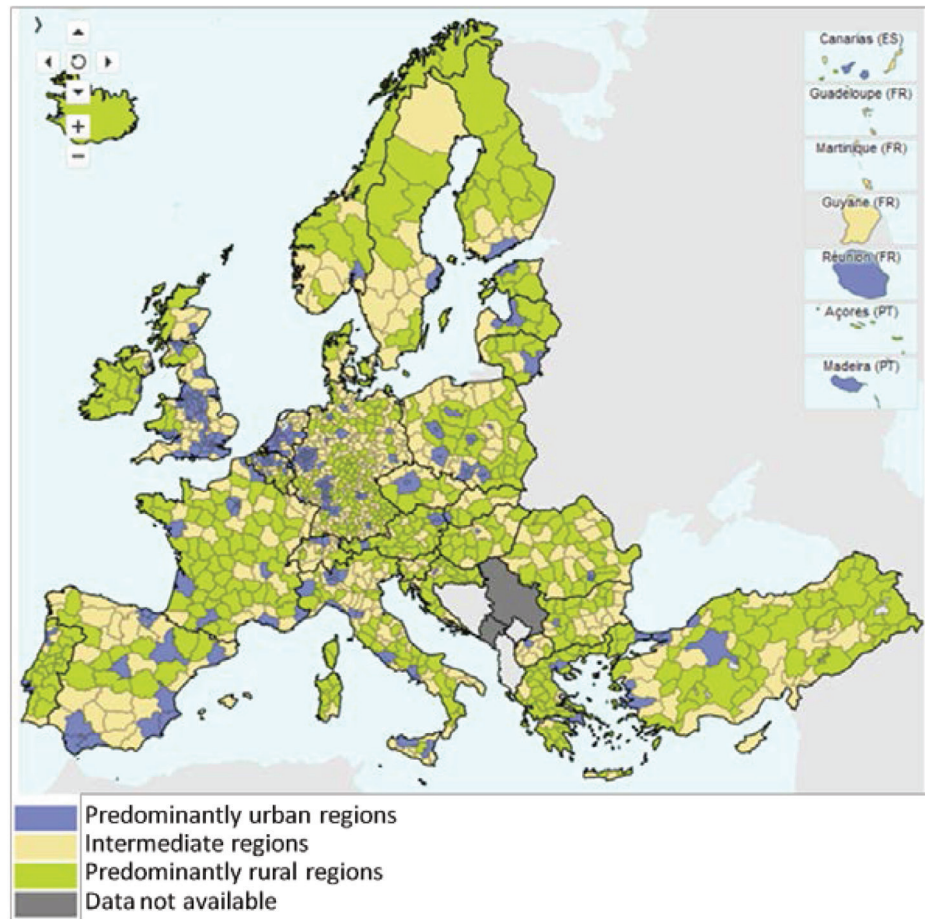 Canarias (ES)
Guadeloupe (FR)
Martinique (FR)
Guyane (FR)
Réunion (FR)
Açores (PT)
Madeira (PT)
Predominantly urban regions
Intermediate regions
Predominantly rural regions
Data not available